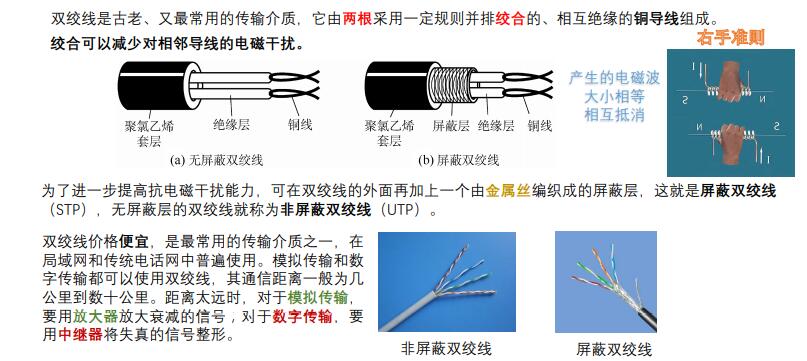 双绞线是古老、又最常用的传输介质，它由两根采用一定规则并排绞合的、相互绝缘的铜导线组成。
绞合可以减少对相邻导线的电磁干扰。
右手准则
聚氯乙烯
套层
绝缘层
铜线
(a) 无屏蔽双绞线
聚氯乙烯
套层
屏蔽层
绝缘层
铜线
(b) 屏蔽双绞线
产生的电磁波
大小相等
相互抵消
I
S
N
S
N
I
为了进一步提高抗电磁干扰能力，可在双绞线的外面再加上一个由金属丝编织成的屏蔽层，这就是屏蔽双绞线
（STP），无屏蔽层的双绞线就称为非屏蔽双绞线（UTP）。
双绞线价格便宜，是最常用的传输介质之一，在
局域网和传统电话网中普遍使用。模拟传输和数
字传输都可以使用双绞线，其通信距离一般为几
公里到数十公里。距离太远时，对于模拟传输，
要用放大器放大衰减的信号，对于数字传输，要
用中继器将失真的信号整形。
非屏蔽双绞线
屏蔽双绞线